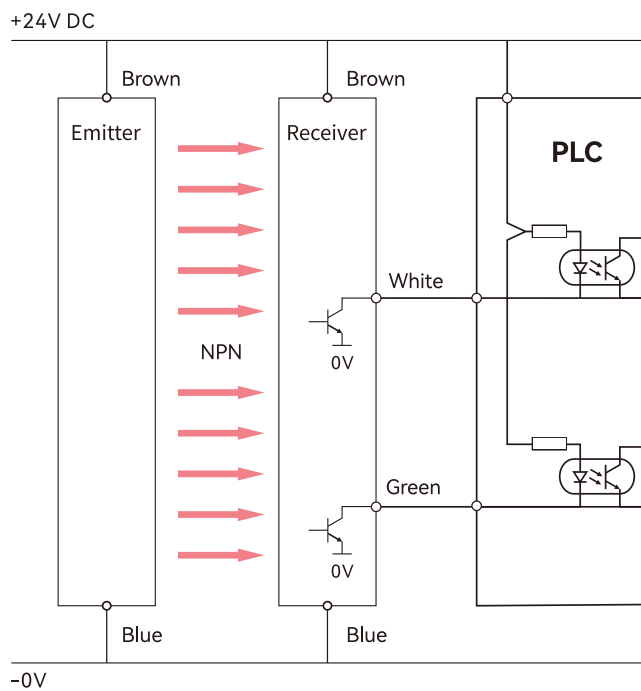 +24V DC
Brown
Brown
Emitter
Receiver
PLC
White
NPN
0V
Green
0V
Blue
Blue
−0V